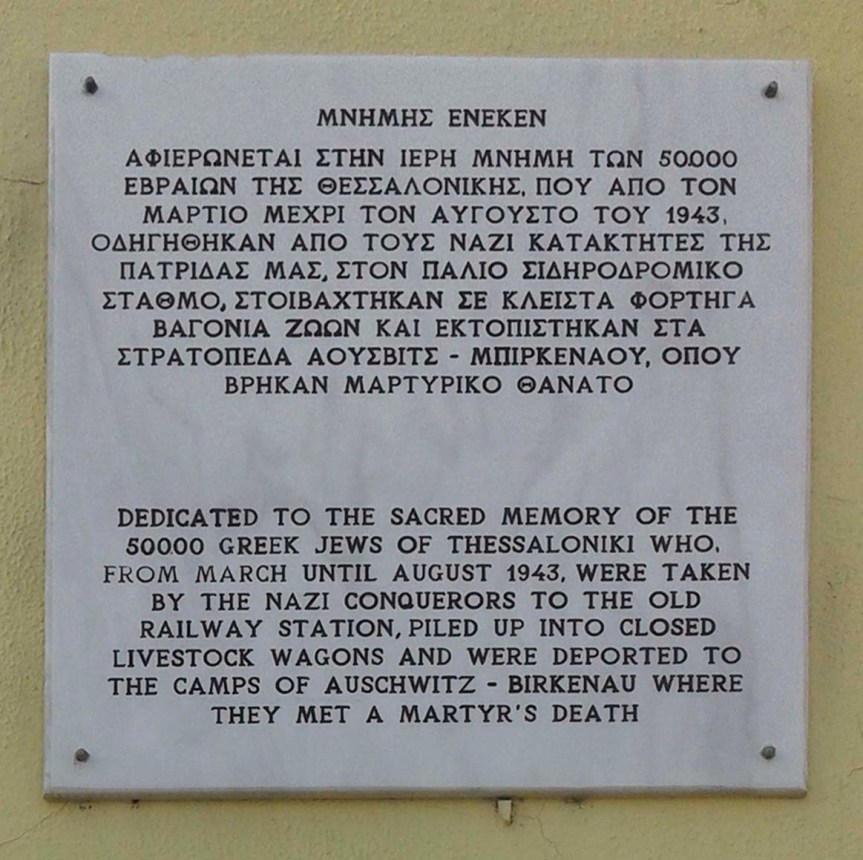 ΜΝΗΜΗΣ ΕΝΕΚΕΝ
ΑΦΙΕΡΩΝΕΤΑΙ ΣΤΗΝ ΙΕΡΗ ΜΝΗΜΗ ΤΩΝ 50.000
ΕΒΡΑΙΩΝ ΤΗΣ ΘΕΣΣΑΛΟΝΙΚΗΣ, ΠΟΥ ΑΠΟ ΤΟΝ
ΜΑΡΤΙΟ ΜΕΧΡΙ ΤΟΝ ΑΥΓΟΥΣΤΟ ΤΟΥ 1943,
ΟΔΗΓΗΘΗΚΑΝ ΑΠΟ ΤΟΥΣ ΝΑΖΙ ΚΑΤΑΚΤΗΤΕΣ ΤΗΣ
ΠΑΤΡΙΔΑΣ ΜΑΣ, ΣΤΟΝ ΠΑΛΙΟ ΣΙΔΗΡΟΔΡΟΜΙΚΟ
ΣΤΑΘΜΟ, ΣΤΟΙΒΑΧΤΗΚΑΝ ΣΕ ΚΛΕΙΣΤΑ ΦΟΡΤΗΓΑ
ΒΑΓΟΝΙΑ ΖΩΩΝ ΚΑΙ ΕΚΤΟΠΙΣΤΗΚΑΝ ΣΤΑ
ΣΤΡΑΤΟΠΕΔΑ ΑΟΥΣΒΙΤΣ - ΜΠΙΡΚΕΝΑΟΥ, ΟΠΟΥ
ΒΡΗΚΑΝ ΜΑΡΤΥΡΙΚΟ ΘΑΝΑΤΟ
DEDICATED TO THE SACRED MEMORY OF THE
50.000 GREEK JEWS OF THESSALONIKI WHO,
FROM MARCH UNTIL AUGUST 1943, WERE TAKEN
BY THE NAZI CONQUERORS TO THE OLD
RAILWAY STATION, PILED UP INTO CLOSED
LIVESTOCK WAGONS AND WERE DEPORTED TO
THE CAMPS OF AUSCHWITZ - BIRKENAU WHERE
THEY MET A MARTYR'S DEATH